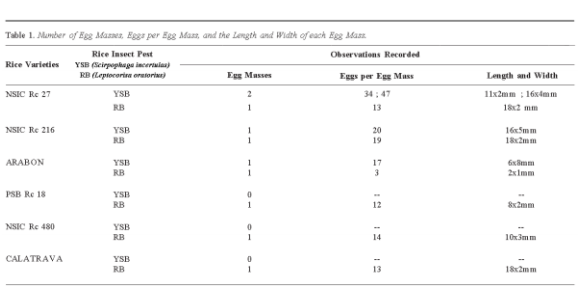 Table 1. Number of Egg Masses, Eggs per Egg Mass, and the Length and Width of each Egg Mass.
Rice Varieties Rice Insect Pest Observations Recorded
YSB (Scirpophaga incertulas)
RB (Leptocorisa oratorius) Egg Masses Eggs per Egg Mass Length and Width
NSIC Rc 27 YSB 2 34 ; 47 11x2mm ; 16x4mm
RB 1 13 18x2 mm
NSIC Rc 216 YSB 1 20 16x5mm
RB 1 19 18x2mm
ARABON YSB 1 17 6x8mm
RB 1 3 2x1mm
PSB Rc 18 YSB 0 -- --
RB 1 12 8x2mm
NSIC Rc 480 YSB 0 -- --
RB 1 14 10x3mm
CALATRAVA YSB 0 -- --
RB 1 13 18x2mm